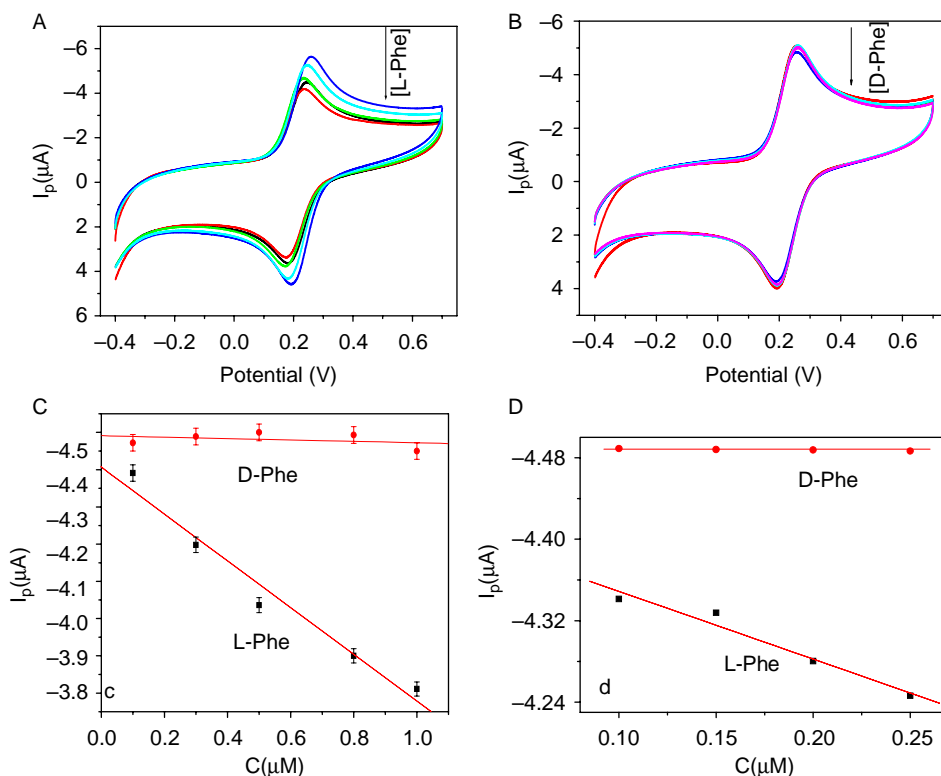 A
–6
–4
–2
0
2
4
6
I_p(μA)
[L-Phe]
–0.4 –0.2 0.0 0.2 0.4 0.6
Potential (V)
B
–6
–4
–2
0
2
4
I_p(μA)
[D-Phe]
–0.4 –0.2 0.0 0.2 0.4 0.6
Potential (V)
C
–4.5
–4.4
–4.3
–4.2
–4.1
–4.0
–3.9
–3.8
I_p(μA)
D-Phe
L-Phe
c
0.0 0.2 0.4 0.6 0.8 1.0
C(μM)
D
–4.48
–4.40
–4.32
–4.24
I_p(μA)
D-Phe
L-Phe
d
0.10 0.15 0.20 0.25
C(μM)